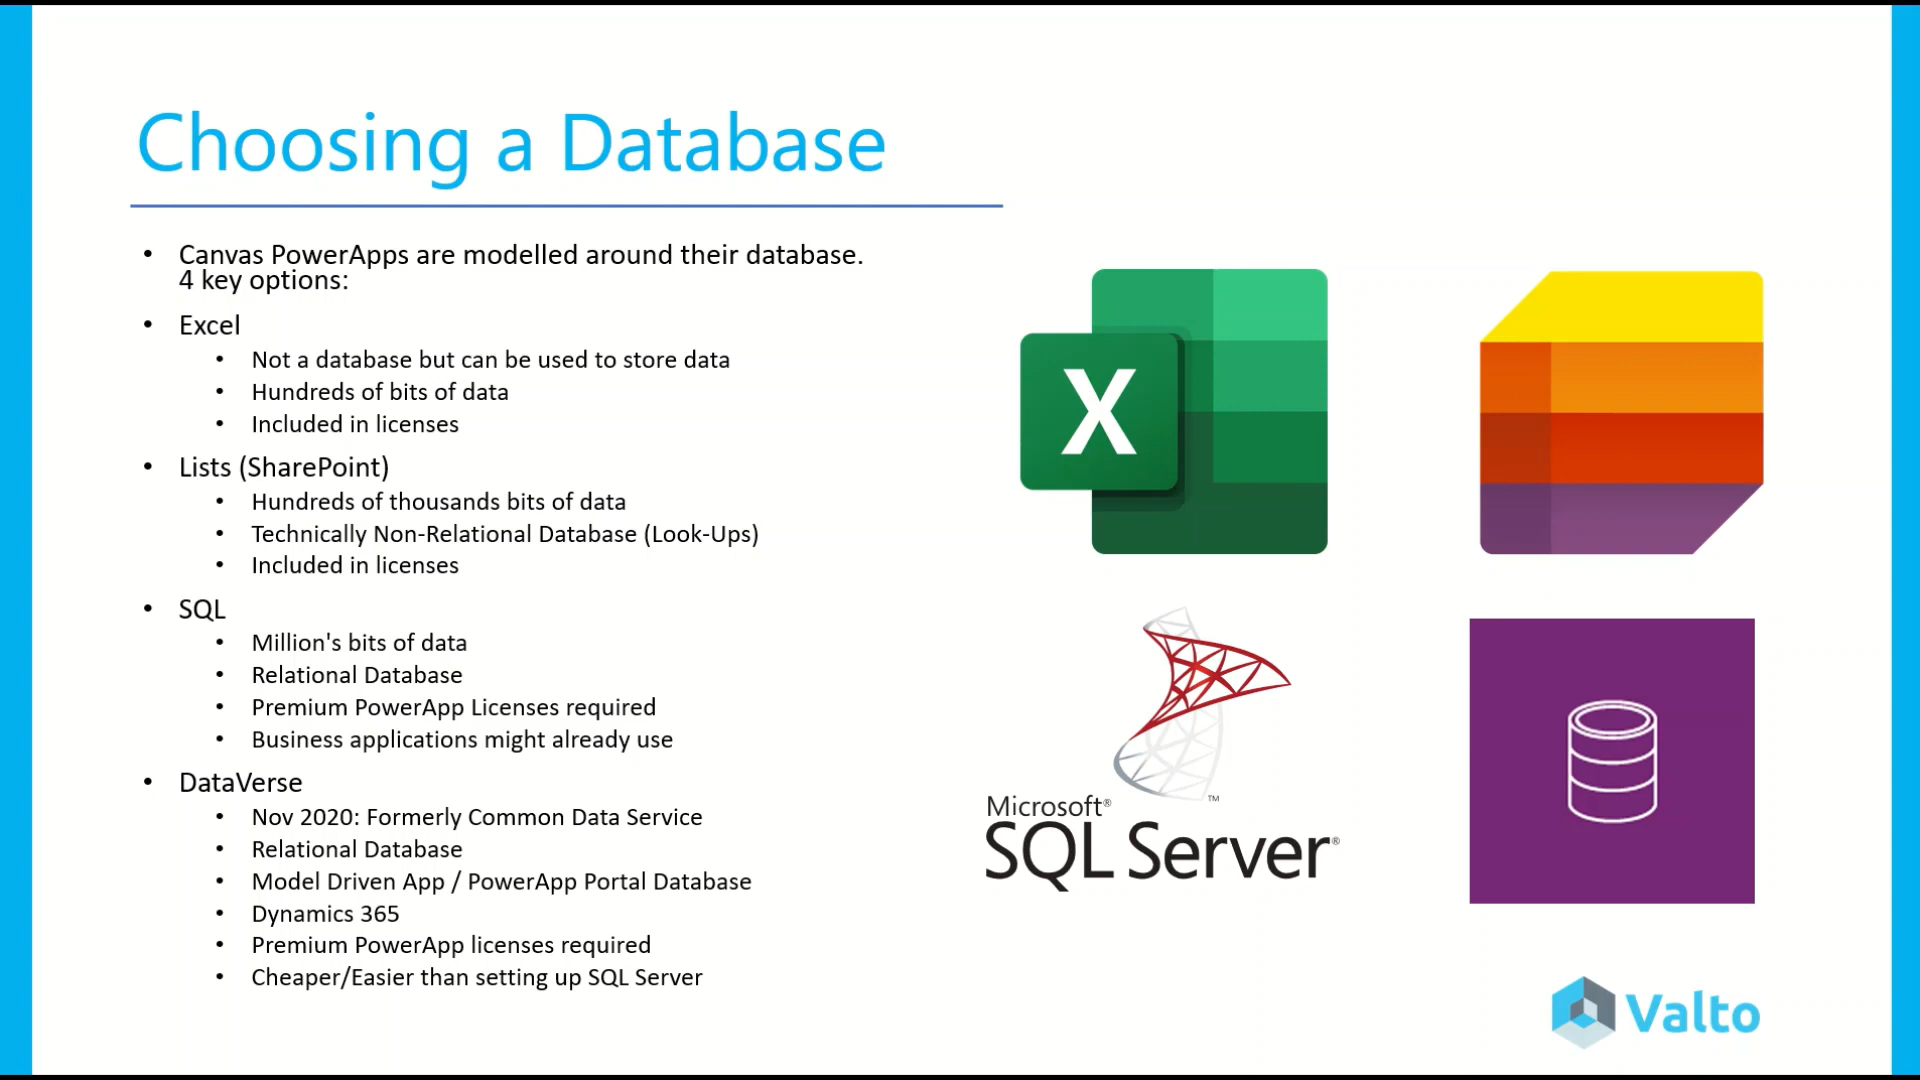 Choosing a Database
• Canvas PowerApps are modelled around their database.
4 key options:
• Excel
• Not a database but can be used to store data
• Hundreds of bits of data
• Included in licenses
• Lists (SharePoint)
• Hundreds of thousands bits of data
• Technically Non-Relational Database (Look-Ups)
• Included in licenses
• SQL
• Million's bits of data
• Relational Database
• Premium PowerApp Licenses required
• Business applications might already use
• DataVerse
• Nov 2020: Formerly Common Data Service
• Relational Database
• Model Driven App / PowerApp Portal Database
• Dynamics 365
• Premium PowerApp licenses required
• Cheaper/Easier than setting up SQL Server
X
™
Microsoft®
SQL Server®
Valto